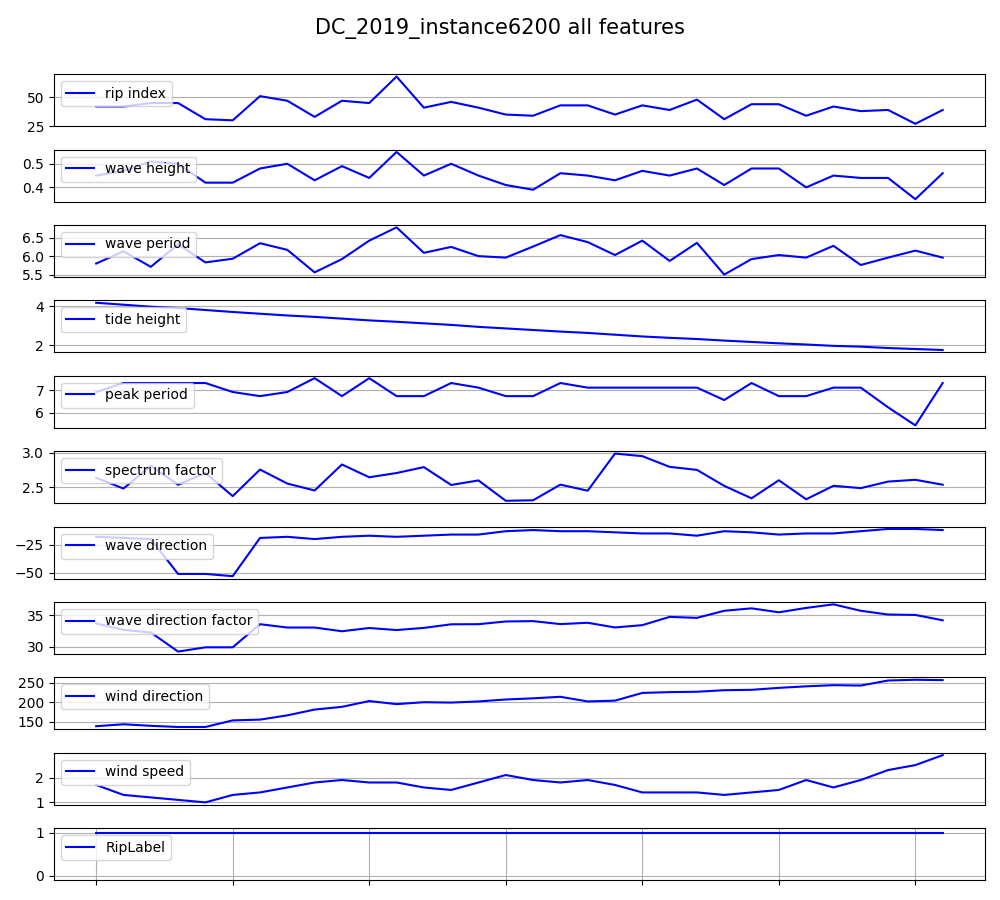 DC_2019_instance6200 all features
50
25
rip index
0.5
0.4
wave height
6.5
6.0
5.5
wave period
4
2
tide height
7
6
peak period
3.0
2.5
spectrum factor
−25
−50
wave direction
35
30
wave direction factor
250
200
150
wind direction
2
1
wind speed
1
0
RipLabel